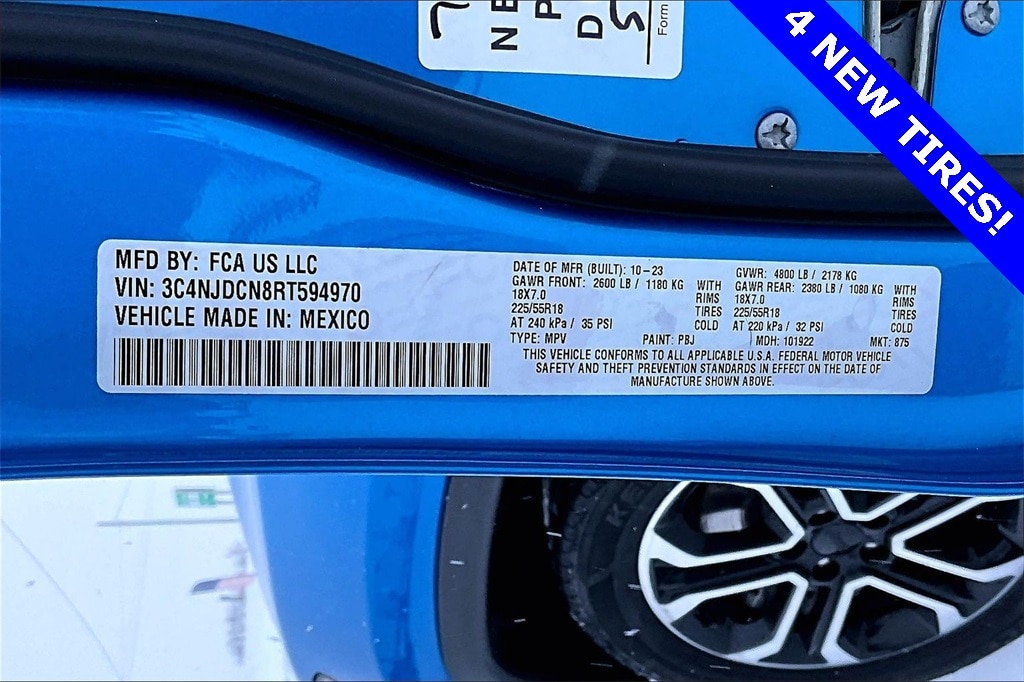 4 NEW TIRES!
NE
P
D
5
Form
MFD BY: FCA US LLC
VIN: 3C4NJDCN8RT594970
VEHICLE MADE IN: MEXICO
DATE OF MFR (BUILT): 10-23
GAWR FRONT: 2600 LB / 1180 KG WITH
18X7.0 RIMS
225/55R18 TIRES
AT 240 kPa / 35 PSI COLD
GVWR: 4800 LB / 2178 KG
GAWR REAR: 2380 LB / 1080 KG WITH
18X7.0 RIMS
225/55R18 TIRES
AT 220 kPa / 32 PSI COLD
TYPE: MPV PAINT: PBJ MDH: 101922 MKT: 875
THIS VEHICLE CONFORMS TO ALL APPLICABLE U.S.A. FEDERAL MOTOR VEHICLE
SAFETY AND THEFT PREVENTION STANDARDS IN EFFECT ON THE DATE OF
MANUFACTURE SHOWN ABOVE.